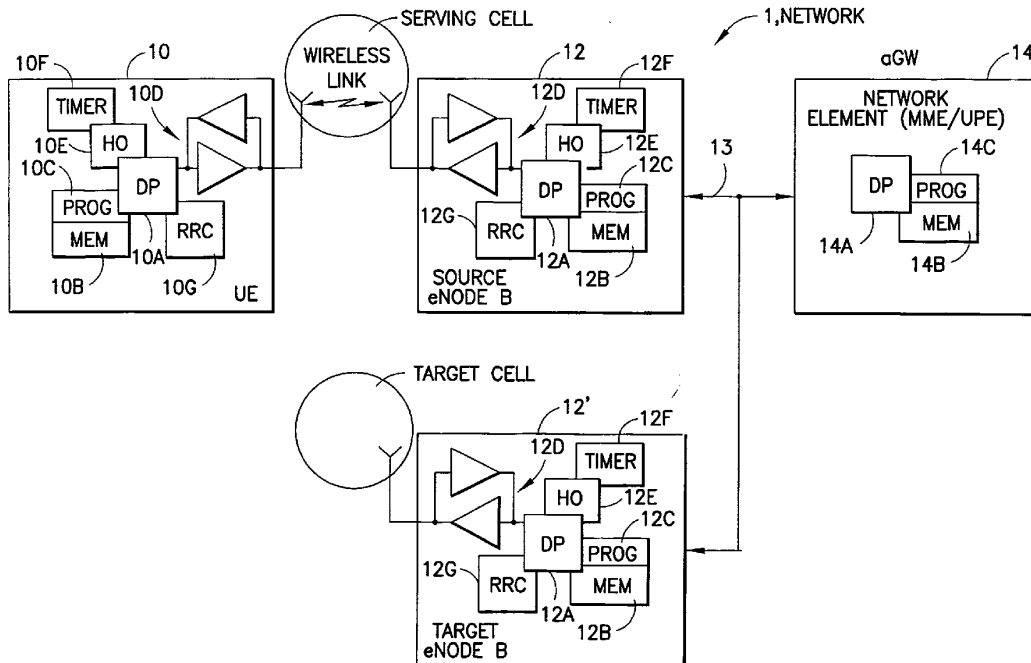 SERVING CELL
1,NETWORK
10
10F
TIMER
10D
HO
10E
10C
DP
PROG
MEM
RRC
10A
10B
10G
UE
WIRELESS
LINK
12
12F
TIMER
12D
HO
12E
12C
DP
PROG
12G
RRC
MEM
12A
12B
SOURCE
eNODE B
13
aGW
14
NETWORK
ELEMENT (MME/UPE)
14C
DP
PROG
MEM
14A
14B
TARGET CELL
12'
12F
TIMER
12D
HO
12E
12C
DP
PROG
12G
RRC
MEM
12A
12B
TARGET
eNODE B